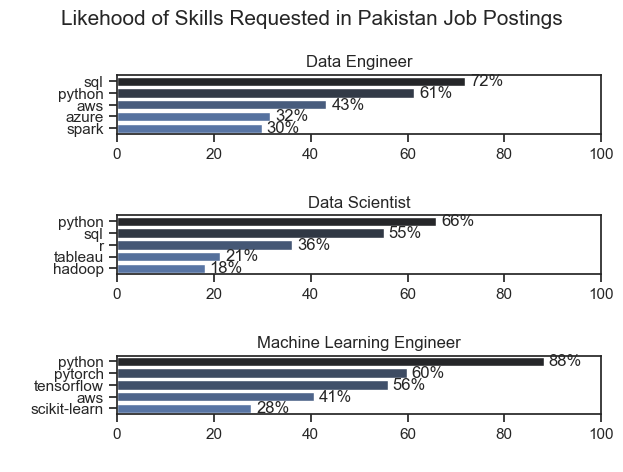 Likehood of Skills Requested in Pakistan Job Postings
Data Engineer
sql 72%
python 61%
aws 43%
azure 32%
spark 30%
0 20 40 60 80 100
Data Scientist
python 66%
sql 55%
r 36%
tableau 21%
hadoop 18%
0 20 40 60 80 100
Machine Learning Engineer
python 88%
pytorch 60%
tensorflow 56%
aws 41%
scikit-learn 28%
0 20 40 60 80 100